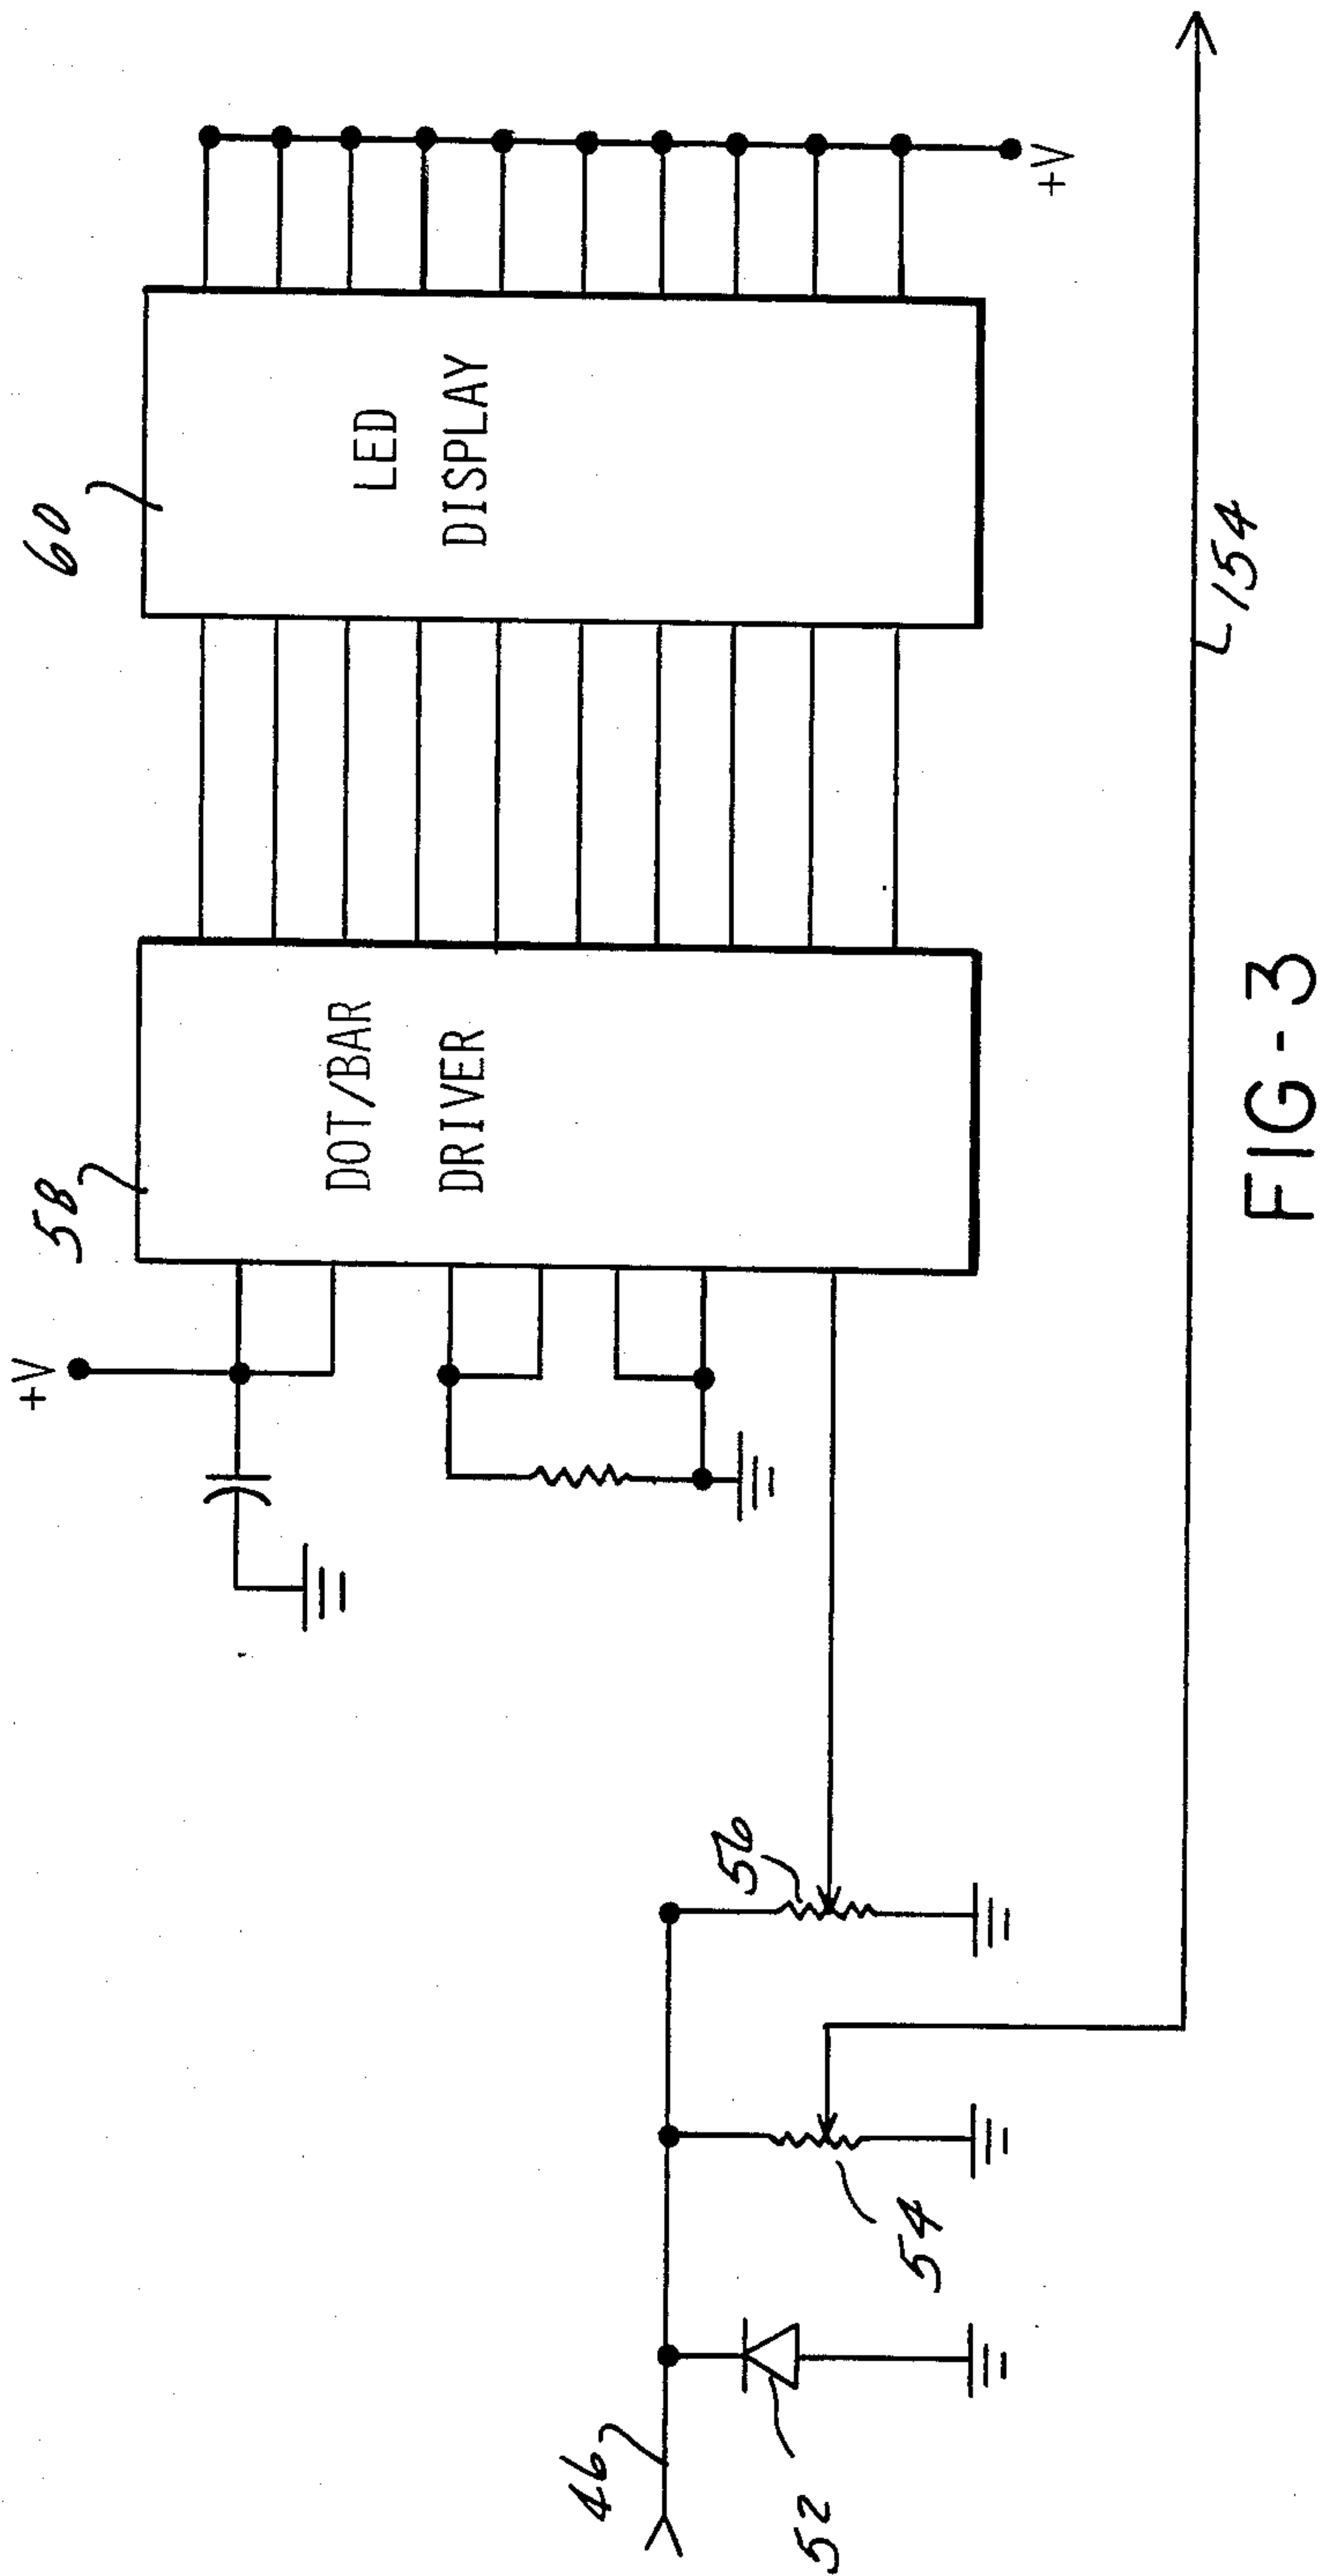 +V
58
60
DOT/BAR
DRIVER
LED
DISPLAY
+V
46
52
54
56
154
FIG-3